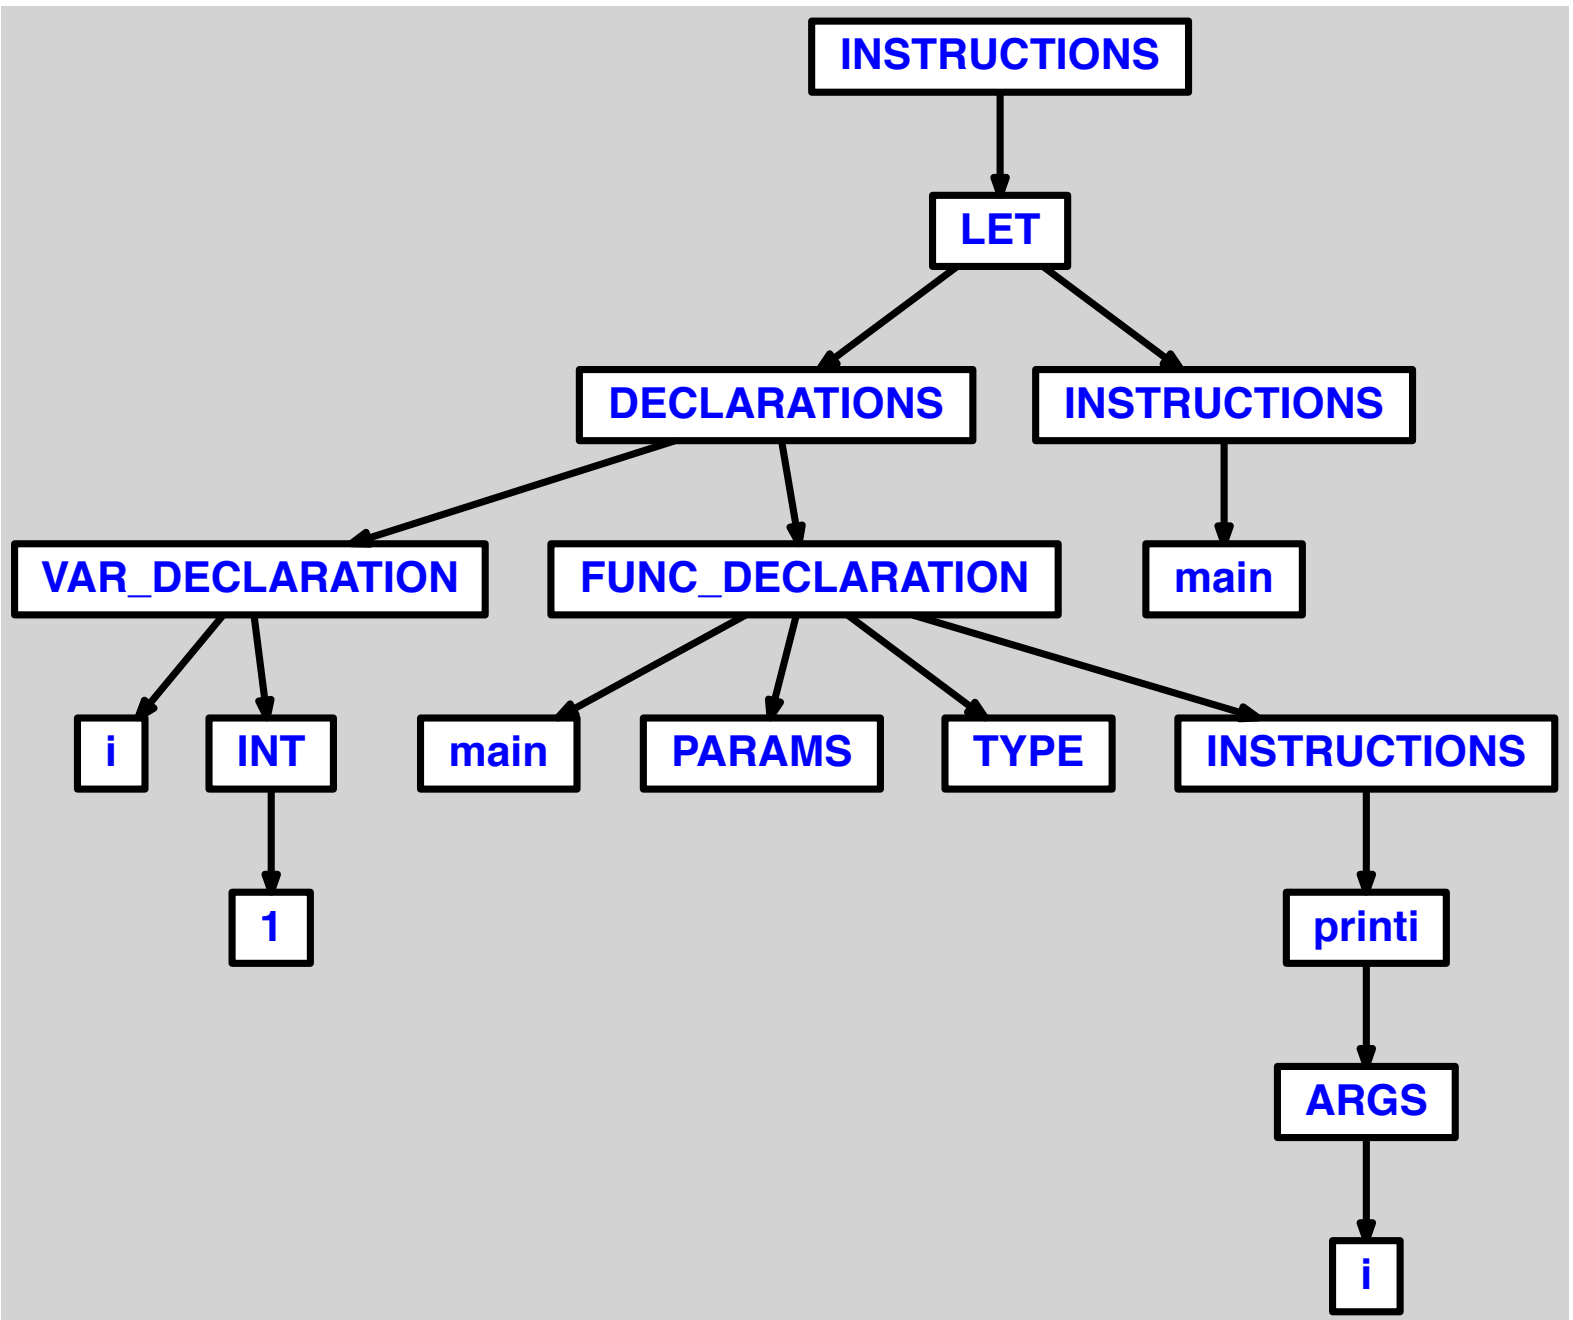 INSTRUCTIONS
LET
DECLARATIONS
INSTRUCTIONS
VAR_DECLARATION
FUNC_DECLARATION
main
i
INT
main
PARAMS
TYPE
INSTRUCTIONS
1
printi
ARGS
i